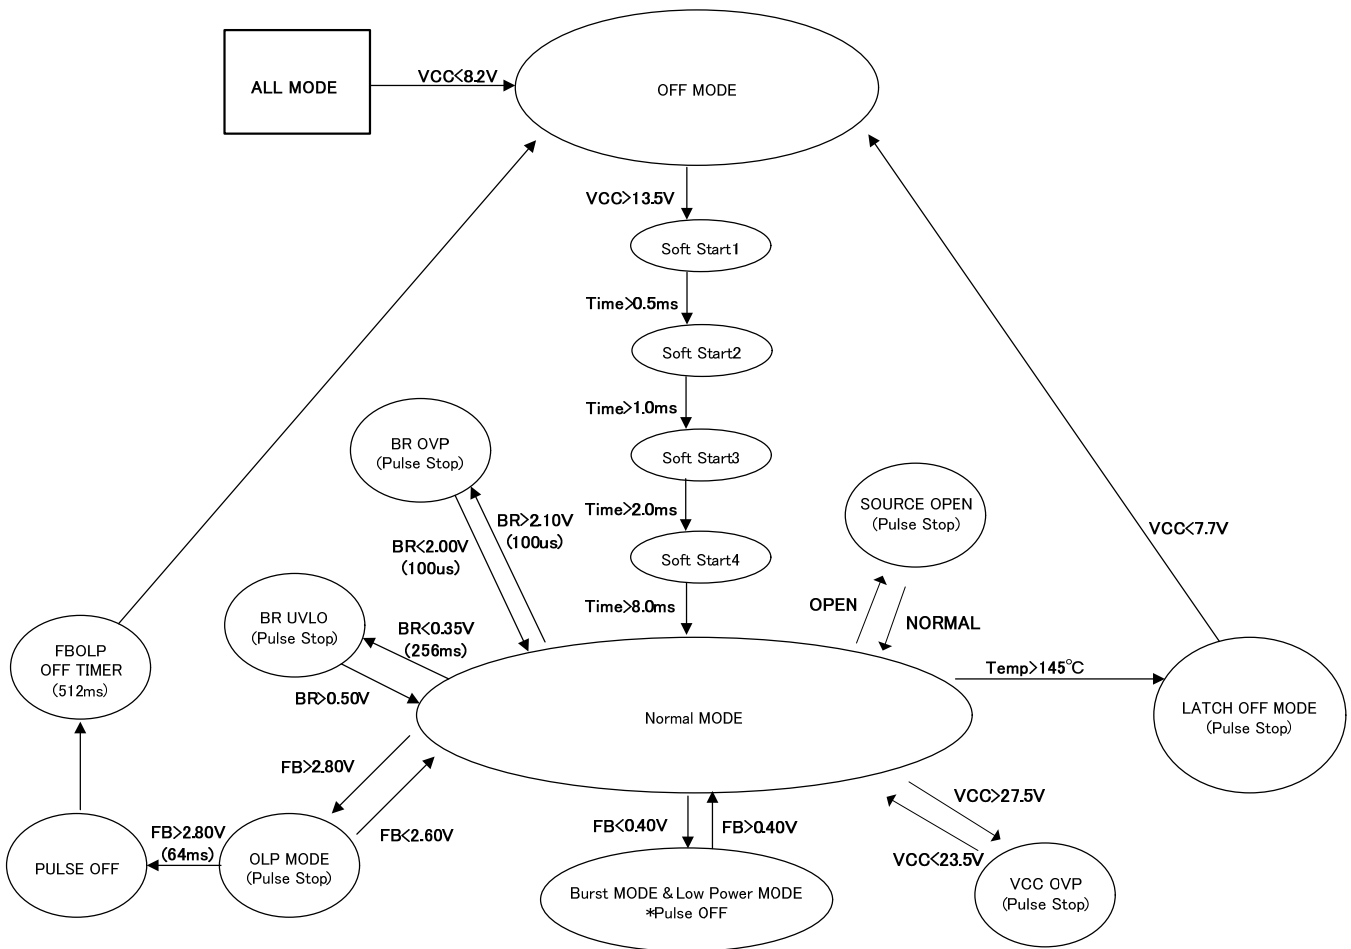 ALL MODE
VCC<8.2V
OFF MODE
VCC>13.5V
Soft Start1
Time>0.5ms
Soft Start2
Time>1.0ms
Soft Start3
Time>2.0ms
Soft Start4
Time>8.0ms
BR OVP
(Pulse Stop)
BR>2.10V
(100us)
BR<2.00V
(100us)
SOURCE OPEN
(Pulse Stop)
OPEN
NORMAL
VCC<7.7V
BR UVLO
(Pulse Stop)
BR<0.35V
(256ms)
BR>0.50V
FBOLP
OFF TIMER
(512ms)
Normal MODE
Temp>145°C
LATCH OFF MODE
(Pulse Stop)
FB>2.80V
FB<2.60V
FB>2.80V
(64ms)
PULSE OFF
OLP MODE
(Pulse Stop)
FB<0.40V
FB>0.40V
Burst MODE &Low Power MODE
*Pulse OFF
VCC>27.5V
VCC<23.5V
VCC OVP
(Pulse Stop)